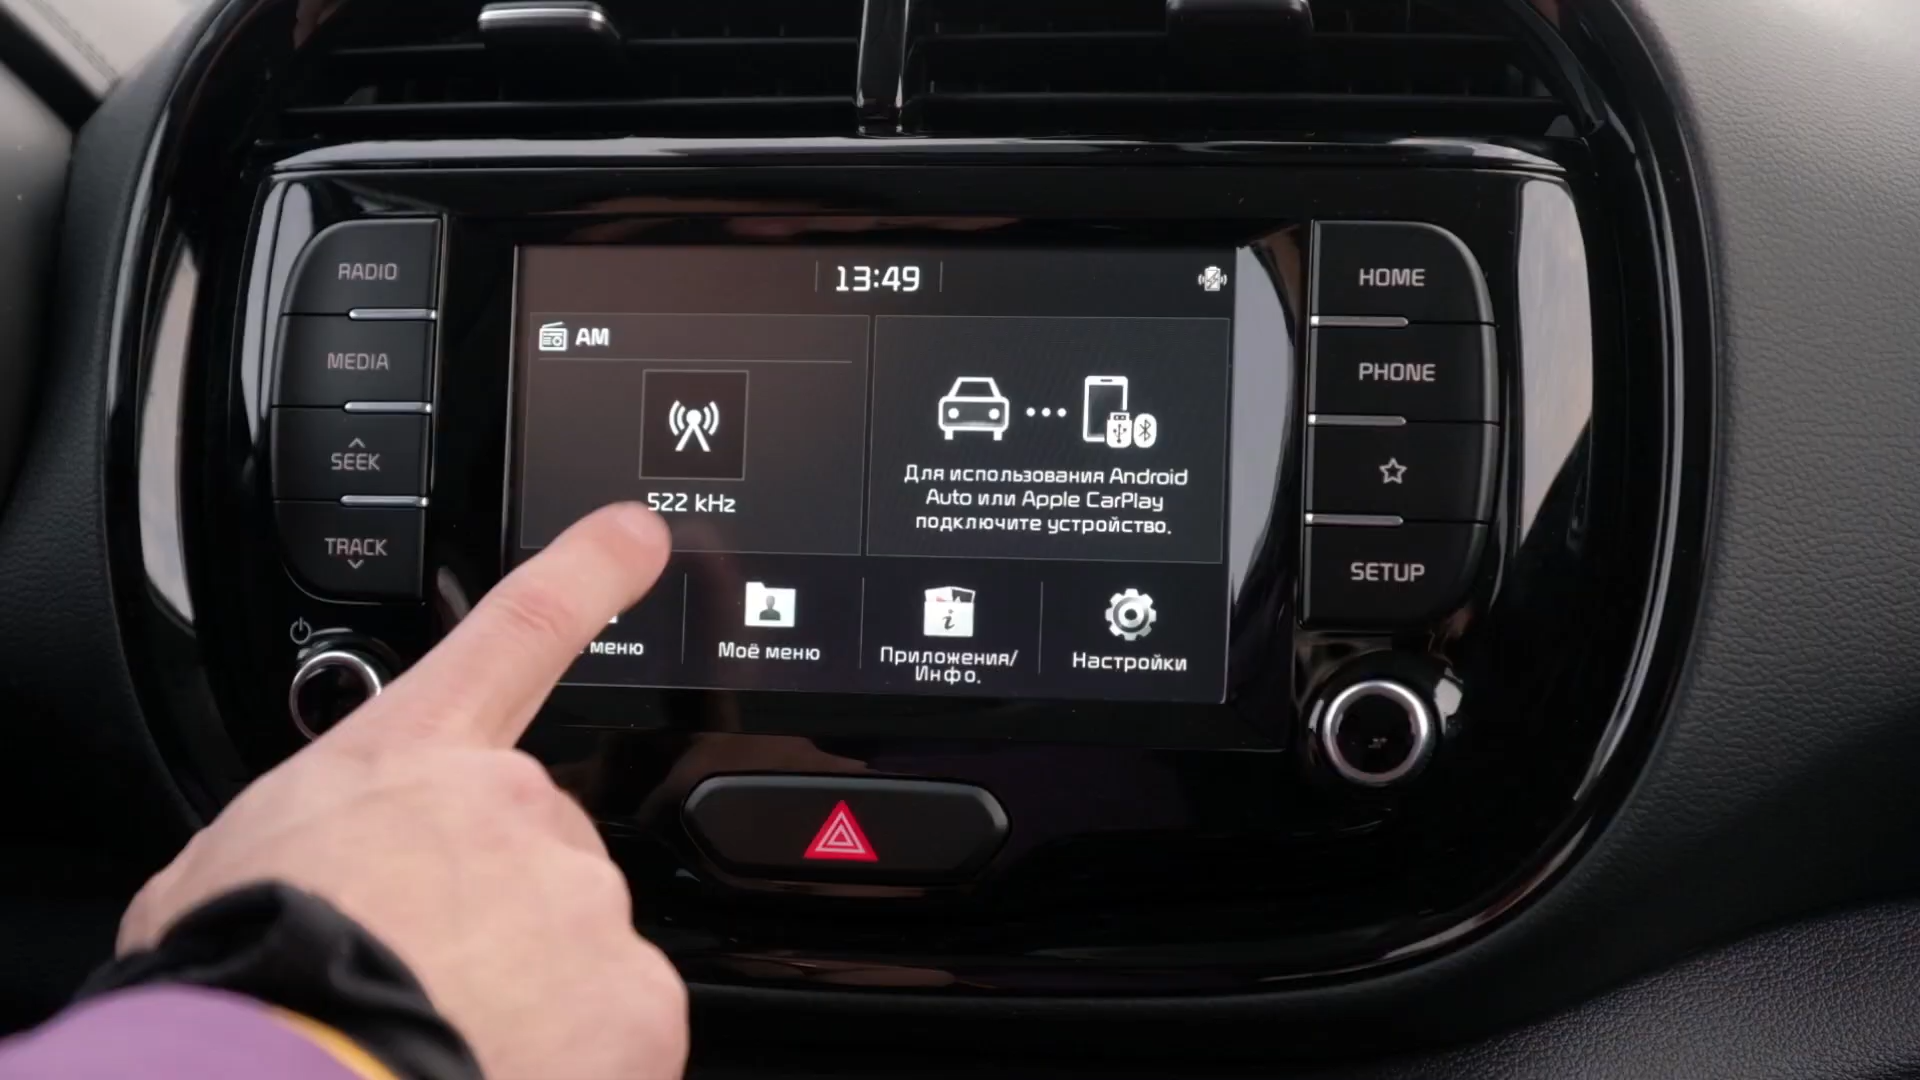 RADIO
MEDIA
SEEK
TRACK
13:49
AM
522 kHz
Для использования Android
Auto или Apple CarPlay
подключите устройство.
меню
Моё меню
Приложения/
Инфо.
Настройки
HOME
PHONE
SETUP